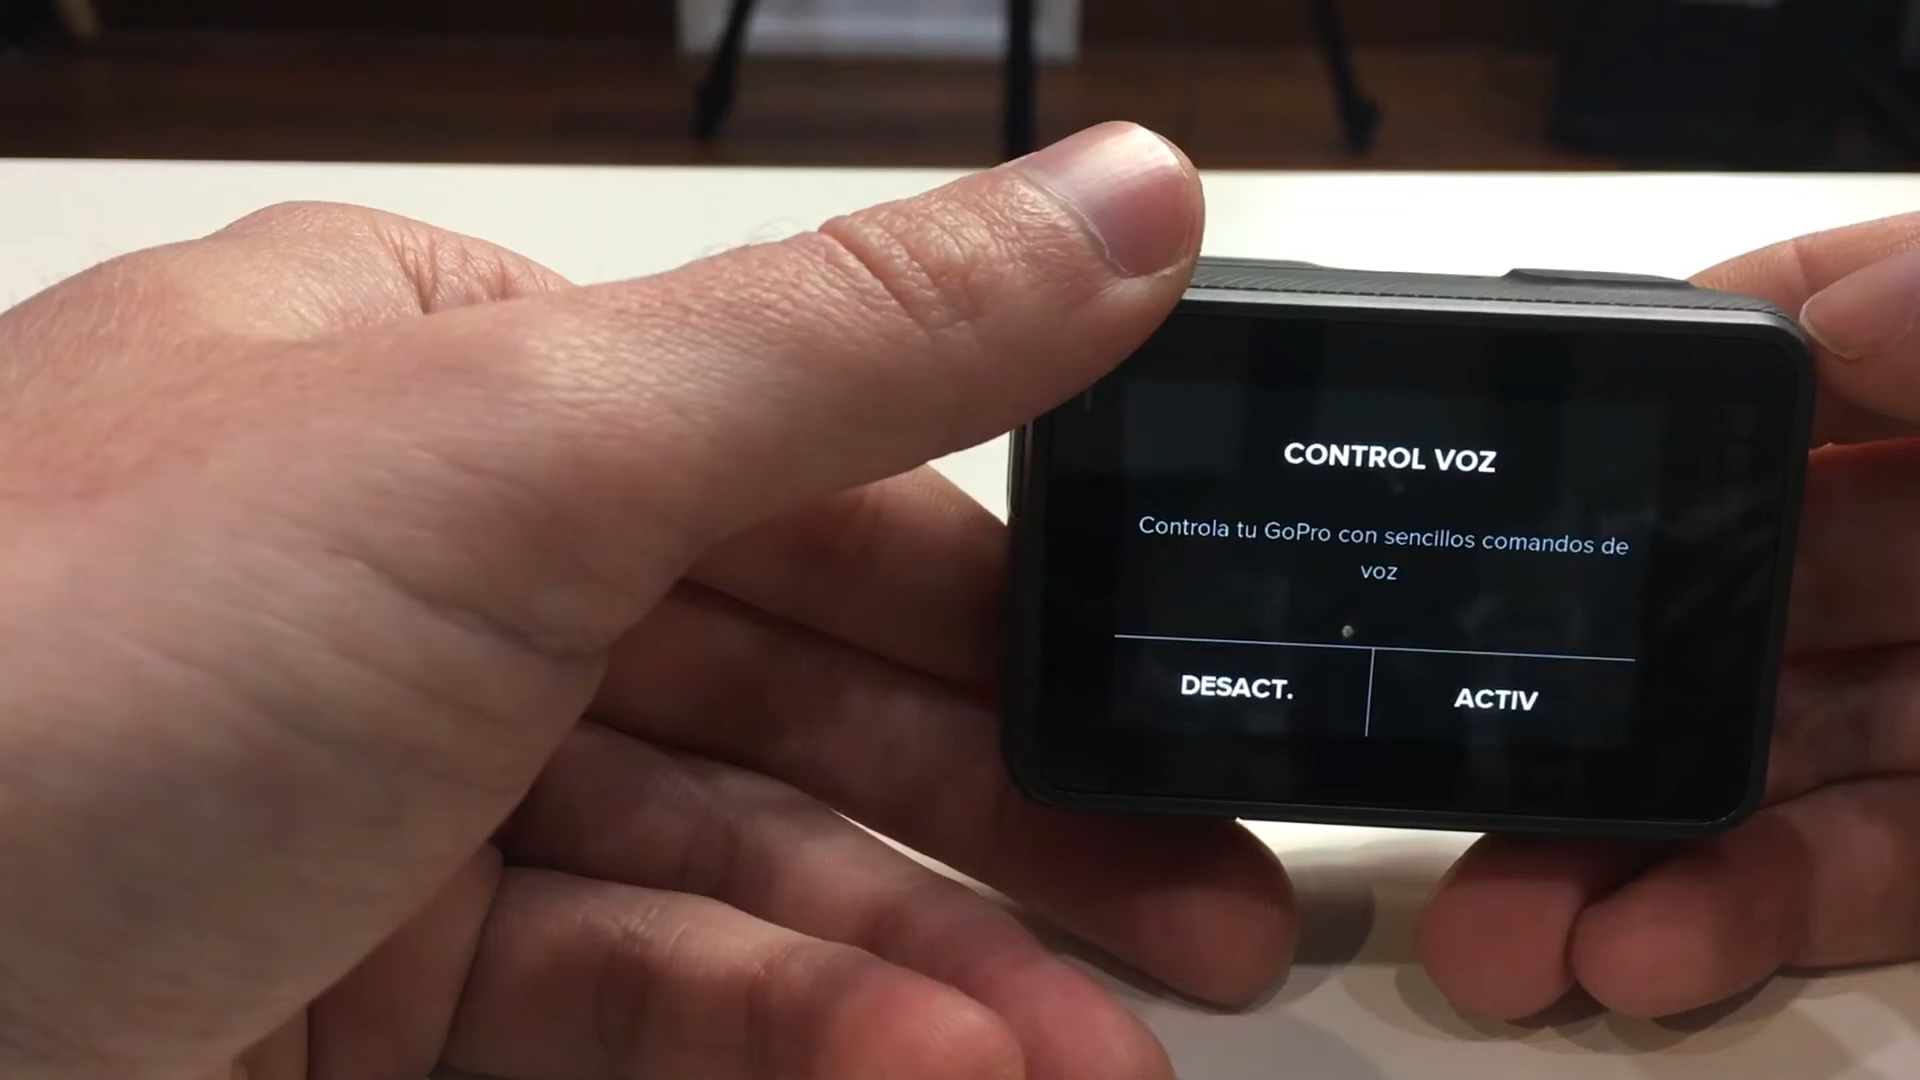 CONTROL VOZ
Controla tu GoPro con sencillos comandos de
voz
DESACT.
ACTIV